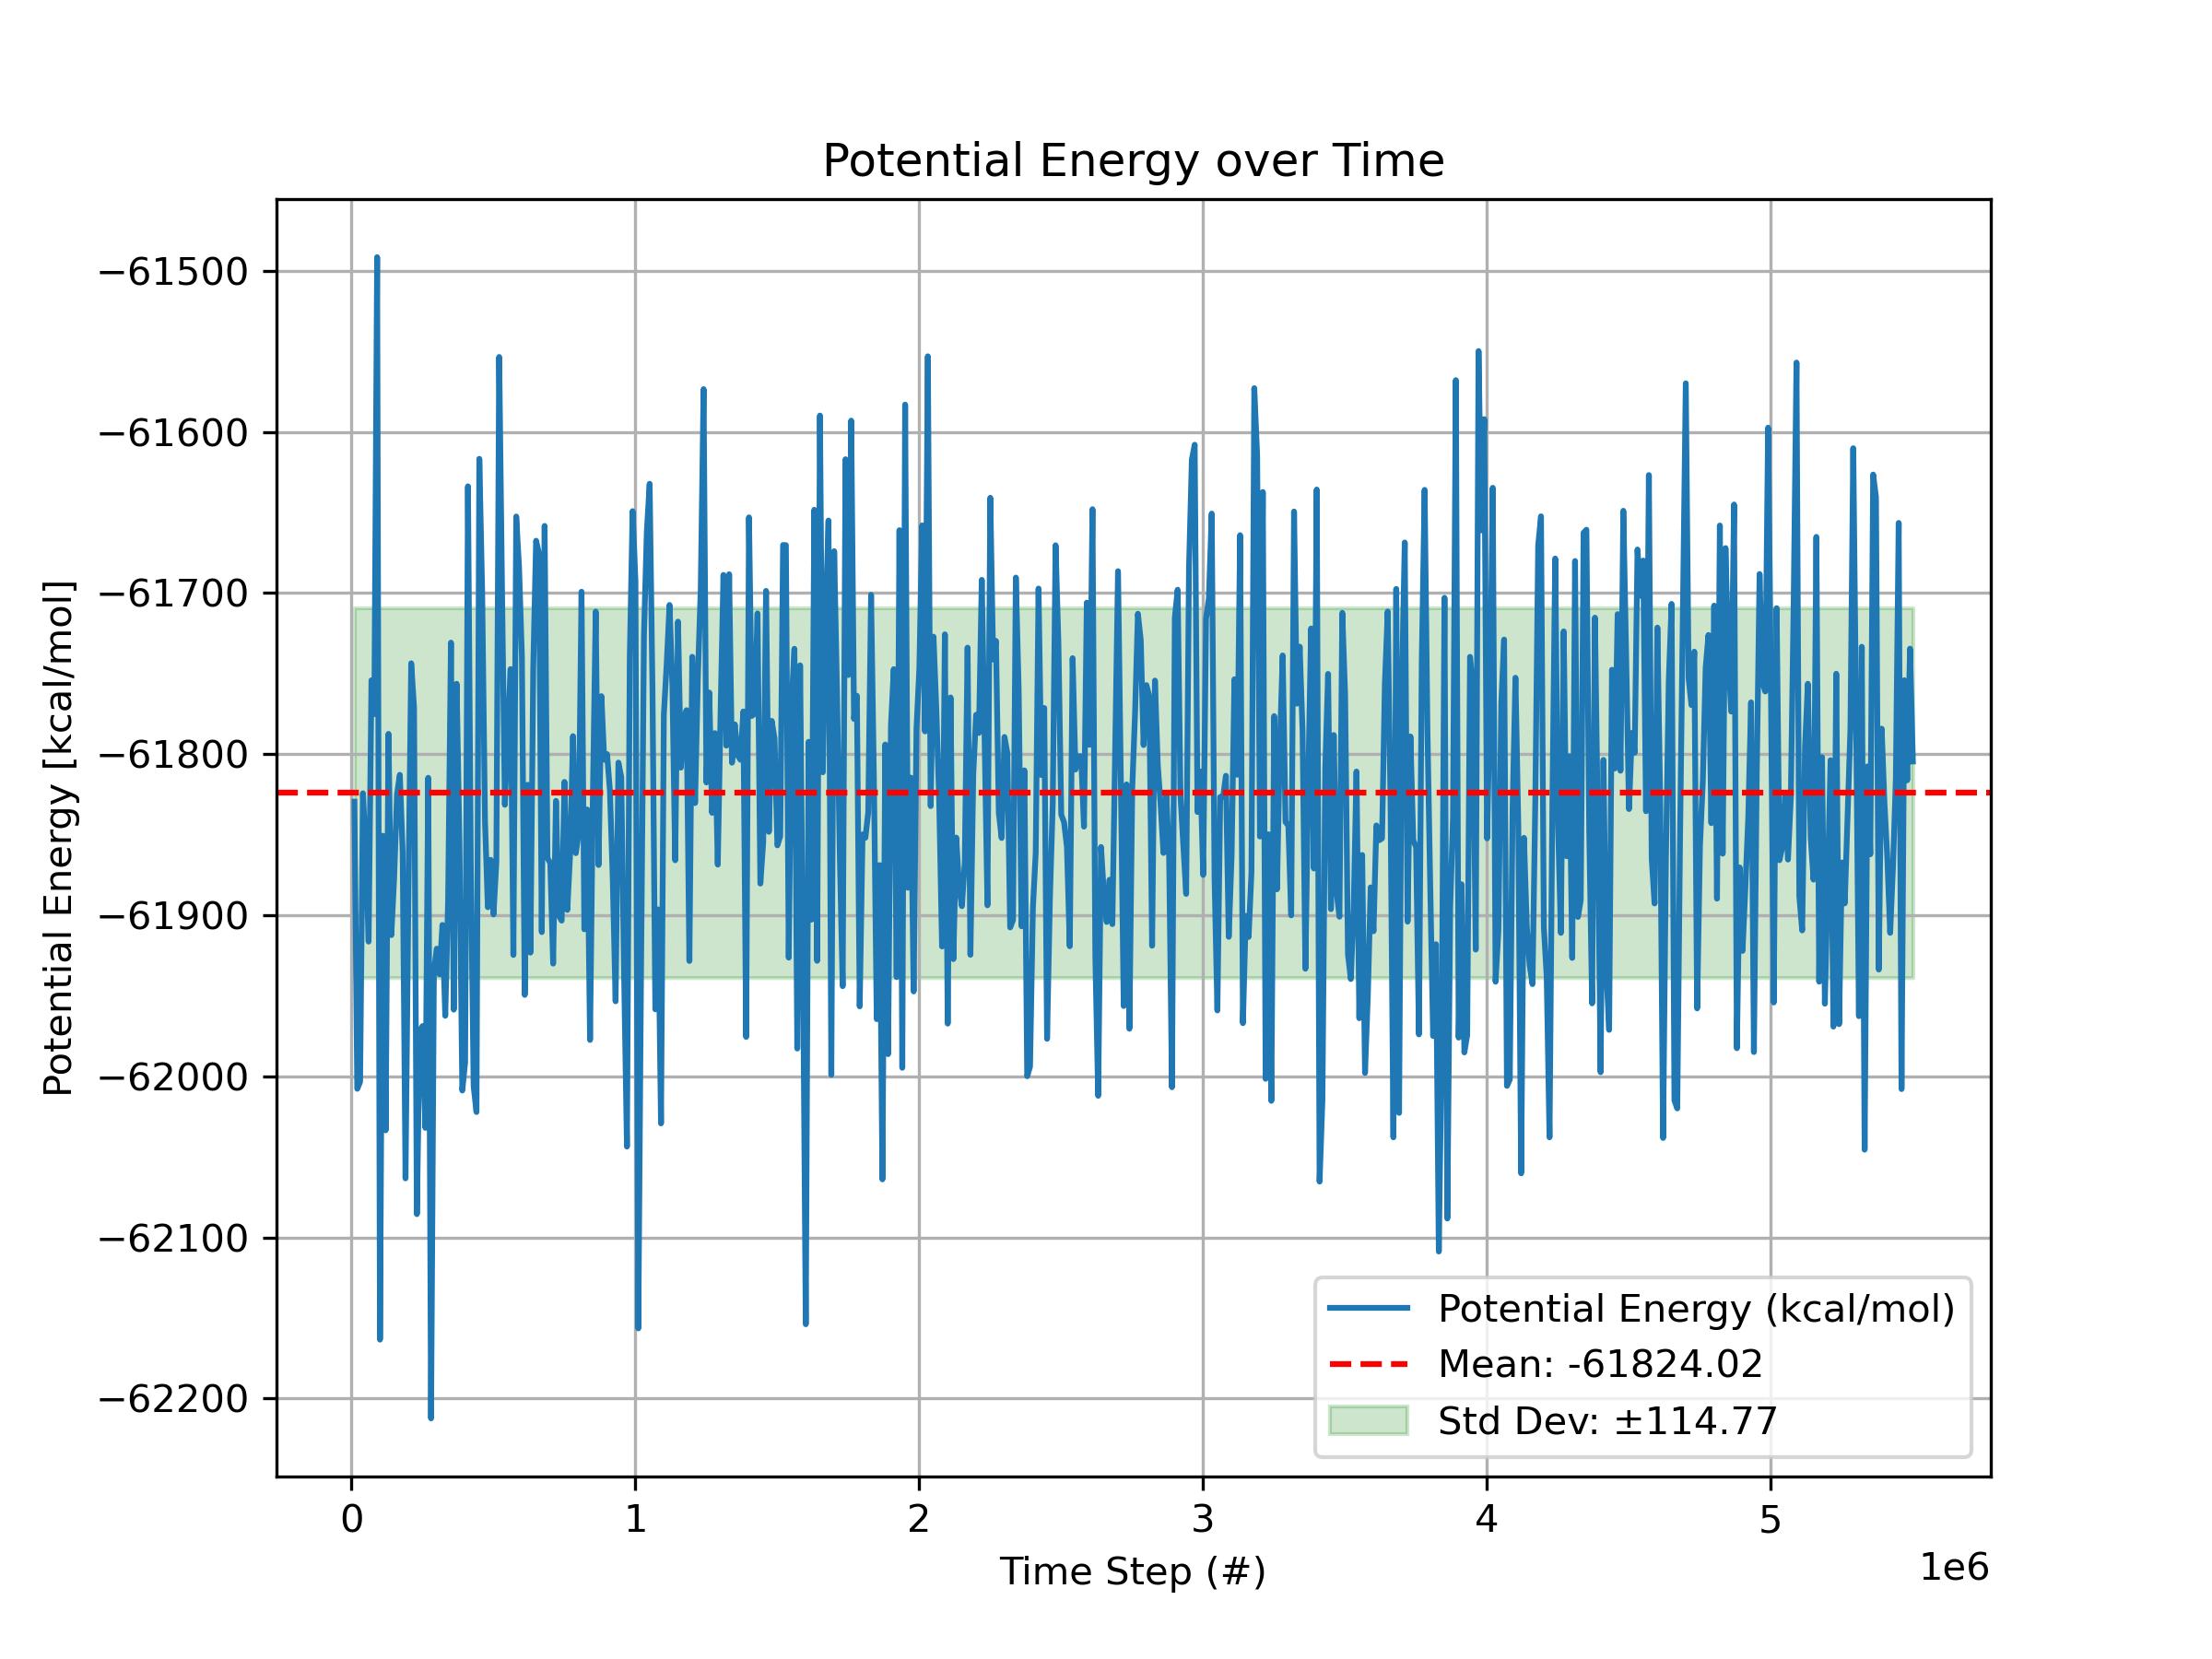 Potential Energy over Time
Potential Energy [kcal/mol]
−61500
−61600
−61700
−61800
−61900
−62000
−62100
−62200
Potential Energy (kcal/mol)
Mean: -61824.02
Std Dev: ±114.77
0 1 2 3 4 5
1e6
Time Step (#)